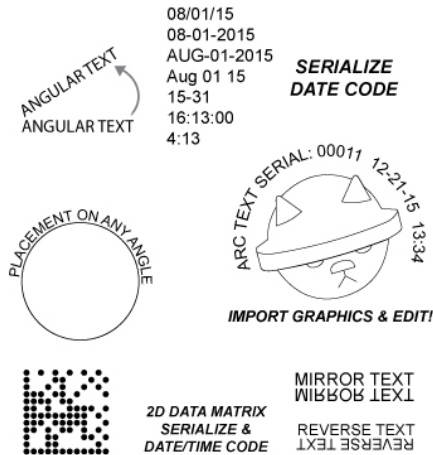 08/01/15
08-01-2015
AUG-01-2015
Aug 01 15
15-31
16:13:00
4:13
ANGULAR TEXT
ANGULAR TEXT
SERIALIZE
DATE CODE
PLACEMENT ON ANY ANGLE
ARC TEXT SERIAL: 00011 12-21-15 13:34
IMPORT GRAPHICS & EDIT!
2D DATA MATRIX
SERIALIZE &
DATE/TIME CODE
MIRROR TEXT
MIRROR TEXT
REVERSE TEXT
REVERSE TEXT